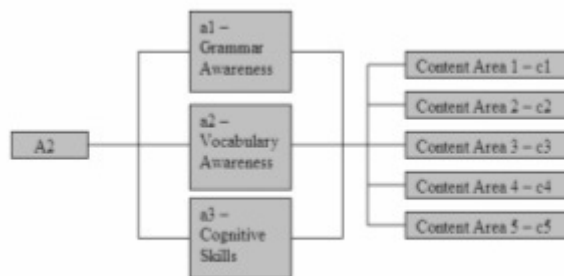 A2
a1 –
Grammar
Awareness
a2 –
Vocabulary
Awareness
a3 –
Cognitive
Skills
Content Area 1 – c1
Content Area 2 – c2
Content Area 3 – c3
Content Area 4 – c4
Content Area 5 – c5